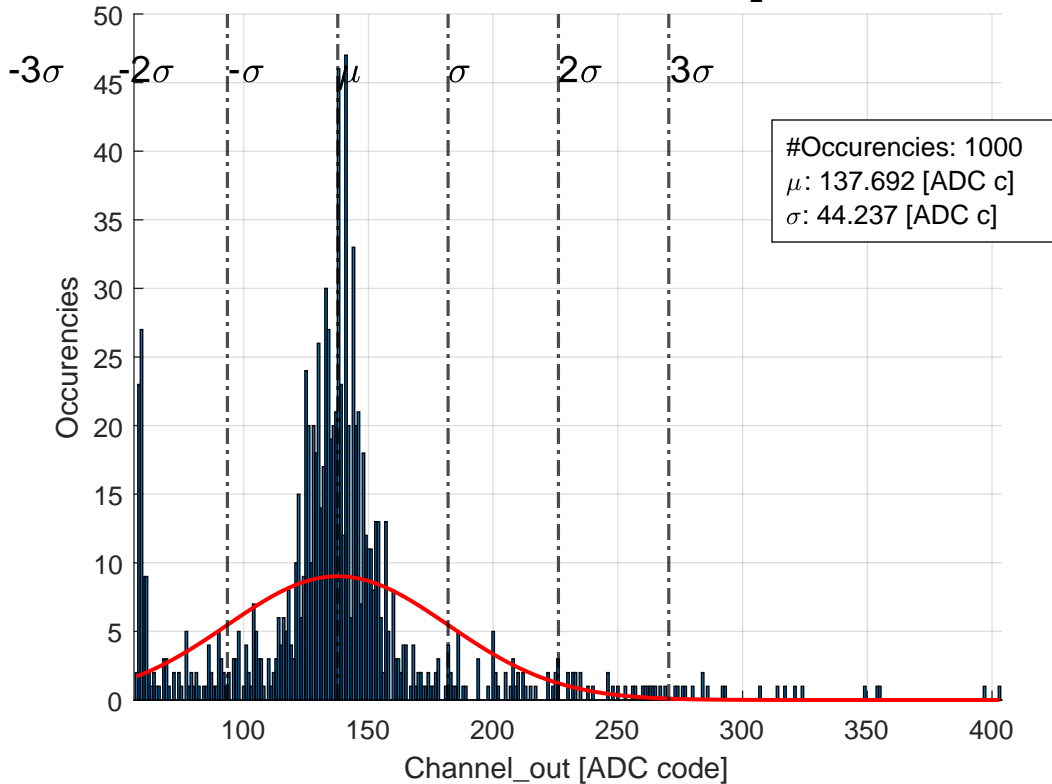 50
-3σ
-2σ
-σ
μ
σ
2σ
3σ
45
#Occurencies: 1000
μ: 137.692 [ADC c]
σ: 44.237 [ADC c]
40
35
30
25
20
15
10
5
0
Occurencies
100
150
200
250
300
350
400
Channel_out [ADC code]